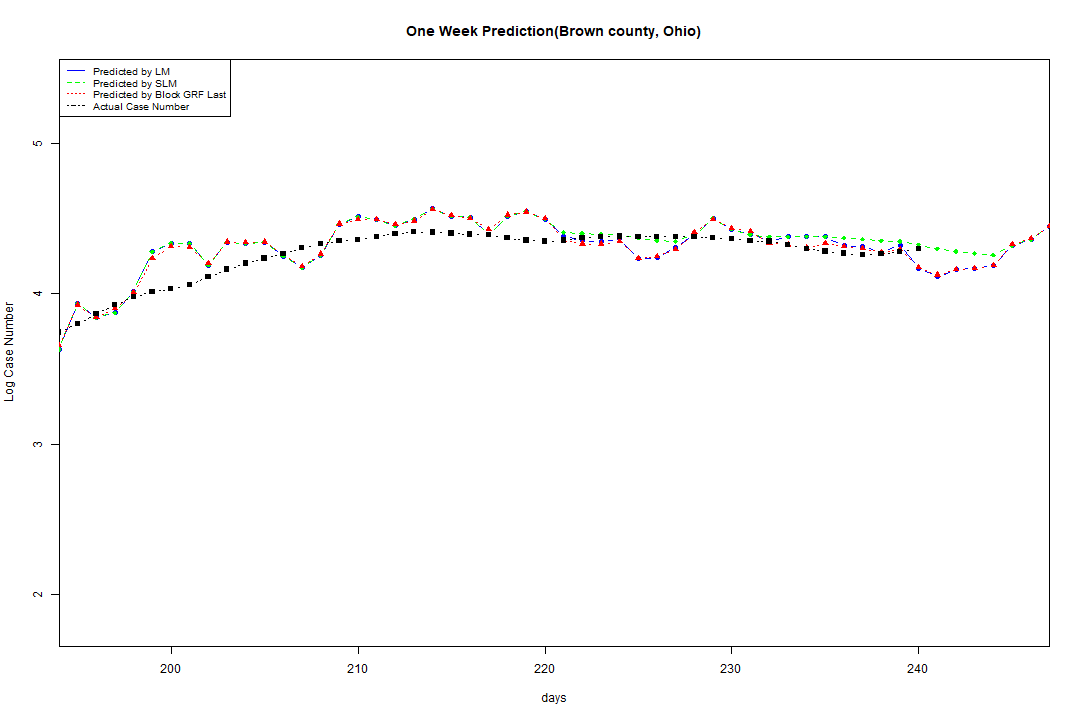 One Week Prediction(Brown county, Ohio)
Predicted by LM
Predicted by SLM
Predicted by Block GRF Last
Actual Case Number
5
4
3
2
Log Case Number
200 210 220 230 240
days